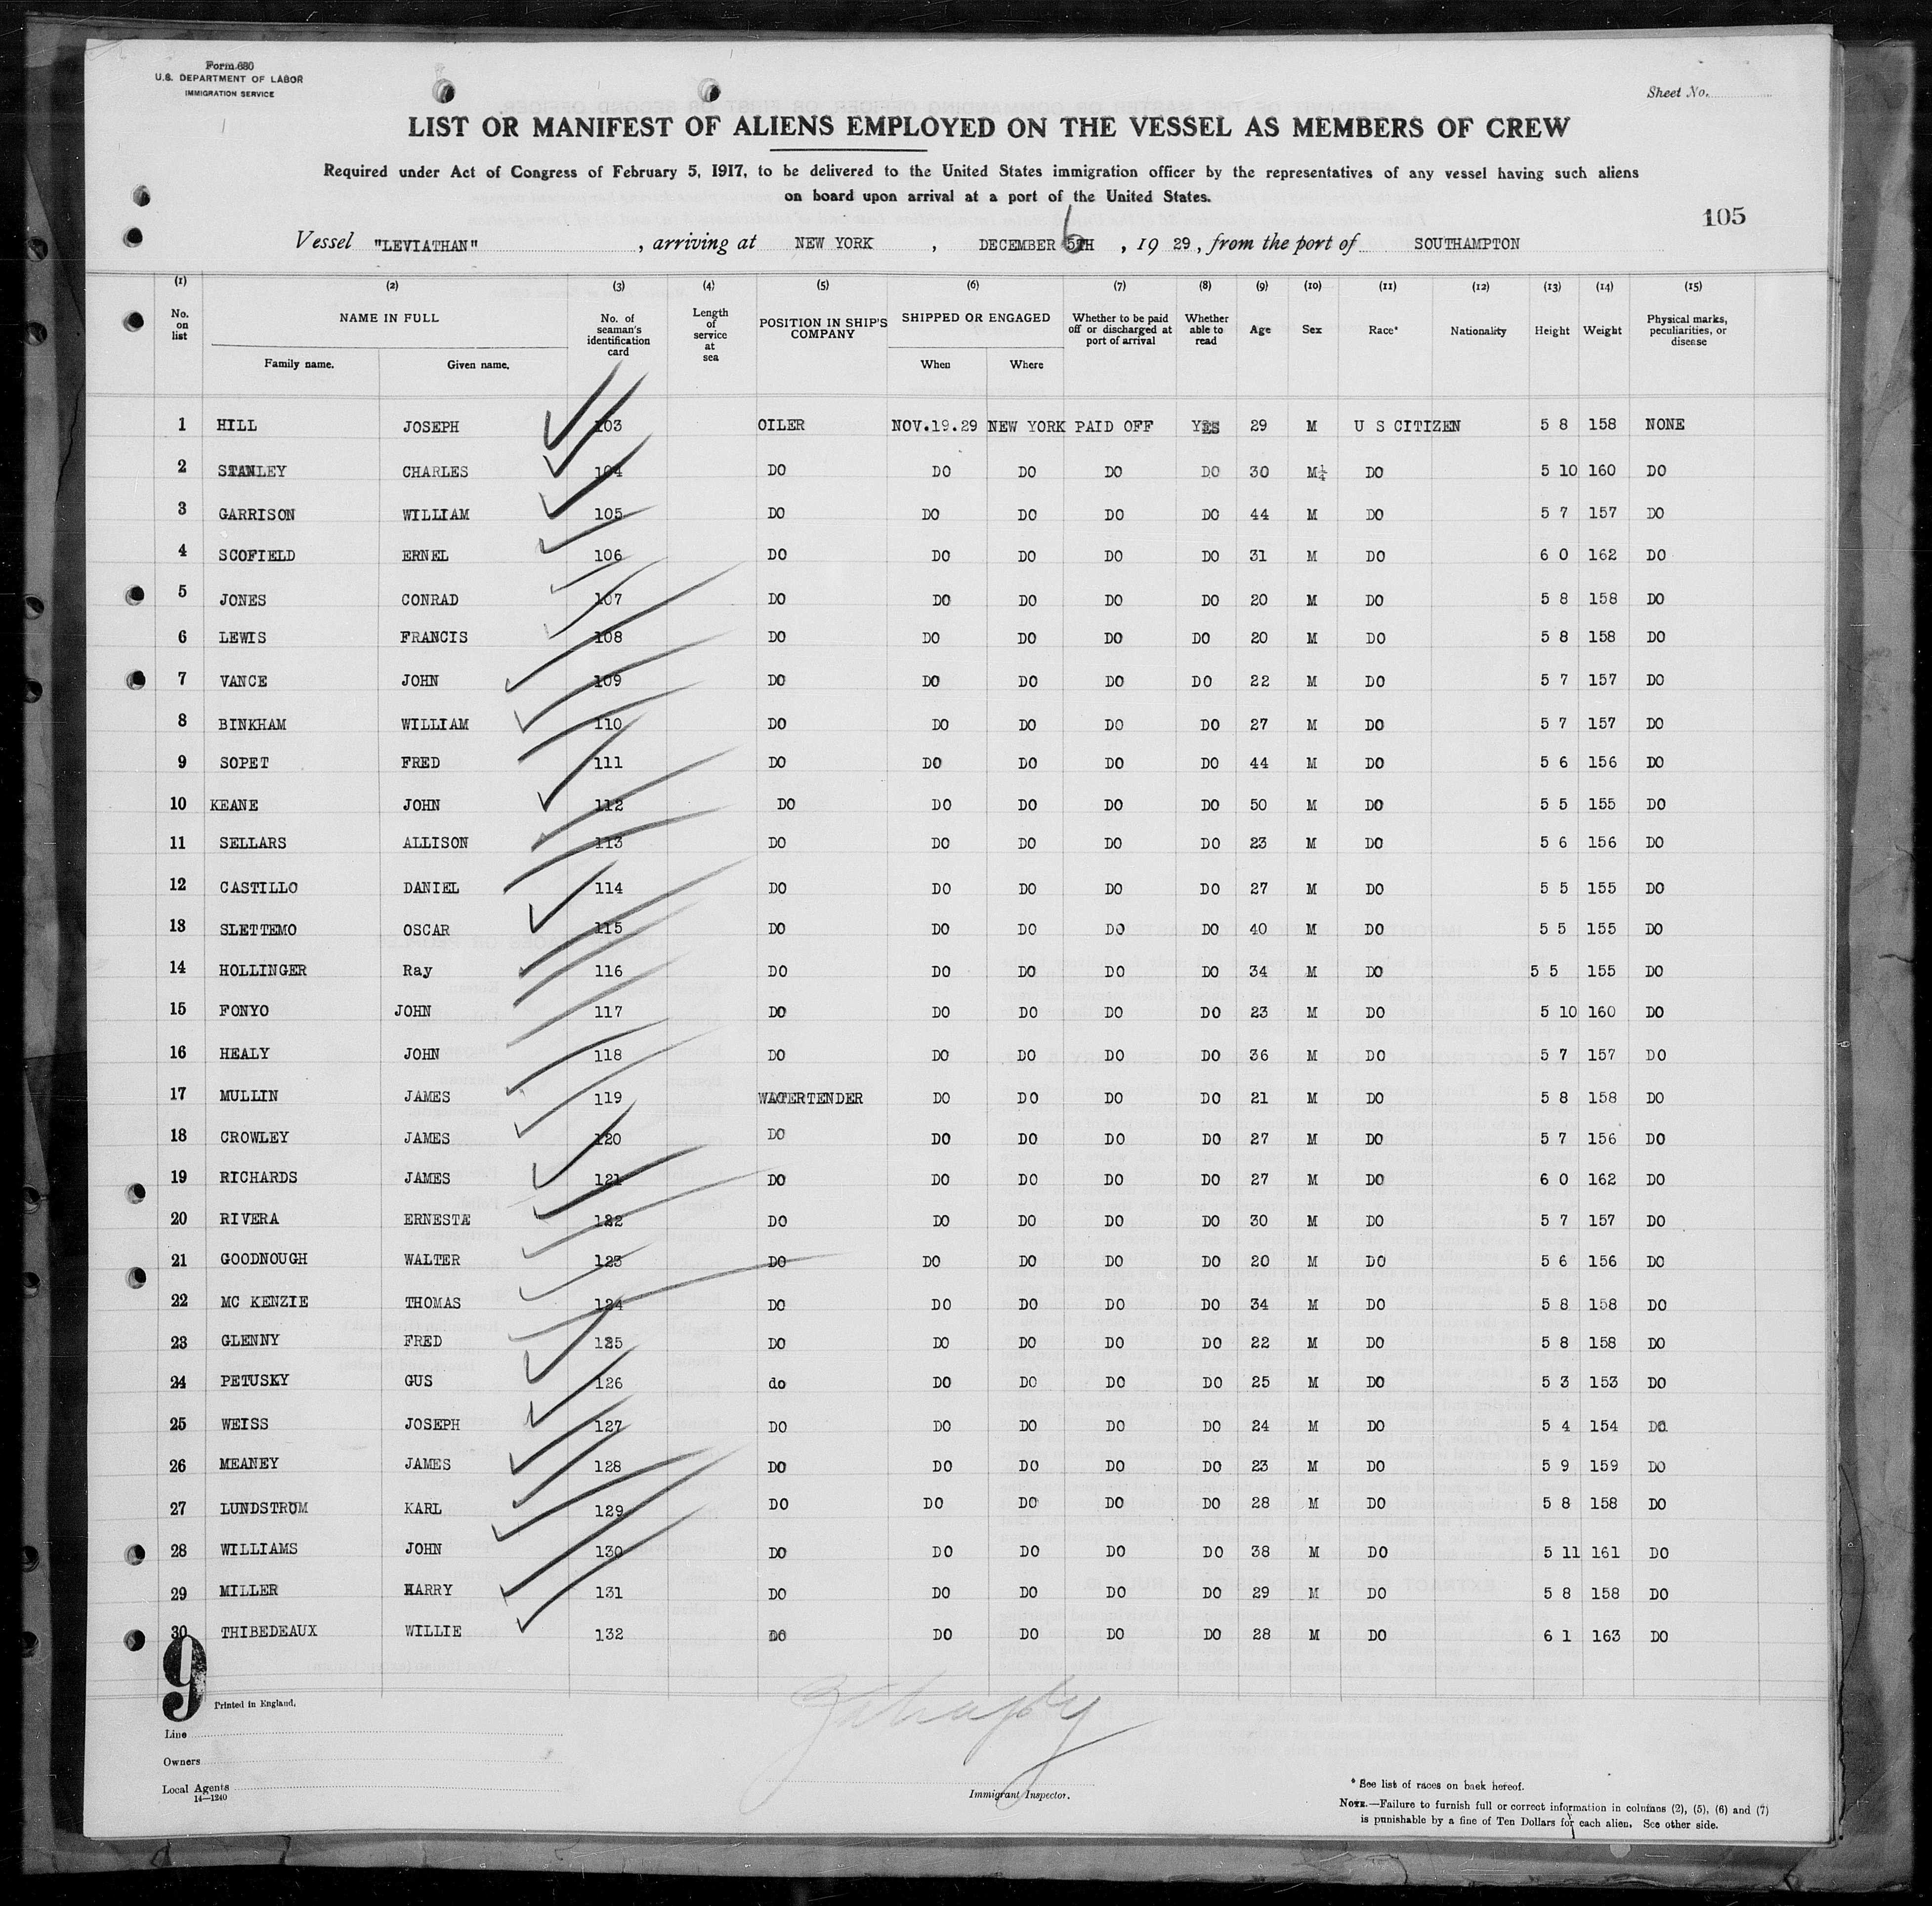 Form 680
U.S. DEPARTMENT OF LABOR
IMMIGRATION SERVICE
Sheet No.
LIST OR MANIFEST OF ALIENS EMPLOYED ON THE VESSEL AS MEMBERS OF CREW
Required under Act of Congress of February 5, 1917, to be delivered to the United States immigration officer by the representatives of any vessel having such aliens
on board upon arrival at a port of the United States.
105
Vessel "LEVIATHAN", arriving at NEW YORK, DECEMBER 6TH, 19 29, from the port of SOUTHAMPTON
(1) (2) (3) (4) (5) (6) (7) (8) (9) (10) (11) (12) (13) (14) (15)
No. on list NAME IN FULL Family name. Given name. No. of seaman's identification card Length of service at sea POSITION IN SHIP'S COMPANY SHIPPED OR ENGAGED When Where Whether to be paid off or discharged at port of arrival Whether able to read Age Sex Race* Nationality Height Weight Physical marks, peculiarities, or disease
1 HILL JOSEPH 103 OILER NOV.19.29 NEW YORK PAID OFF YES 29 M U S CITIZEN 5 8 158 NONE
2 STANLEY CHARLES 104 DO DO DO DO DO 30 M¼ DO 5 10 160 DO
3 GARRISON WILLIAM 105 DO DO DO DO DO 44 M DO 5 7 157 DO
4 SCOFIELD ERNEL 106 DO DO DO DO DO 31 M DO 6 0 162 DO
5 JONES CONRAD 107 DO DO DO DO DO 20 M DO 5 8 158 DO
6 LEWIS FRANCIS 108 DO DO DO DO DO 20 M DO 5 8 158 DO
7 VANCE JOHN 109 DO DO DO DO DO 22 M DO 5 7 157 DO
8 BINKHAM WILLIAM 110 DO DO DO DO DO 27 M DO 5 7 157 DO
9 SOPET FRED 111 DO DO DO DO DO 44 M DO 5 6 156 DO
10 KEANE JOHN 112 DO DO DO DO DO 50 M DO 5 5 155 DO
11 SELLARS ALLISON 113 DO DO DO DO DO 23 M DO 5 6 156 DO
12 CASTILLO DANIEL 114 DO DO DO DO DO 27 M DO 5 5 155 DO
13 SLETTEMO OSCAR 115 DO DO DO DO DO 40 M DO 5 5 155 DO
14 HOLLINGER Ray 116 DO DO DO DO DO 34 M DO 5 5 155 DO
15 FONYO JOHN 117 DO DO DO DO DO 23 M DO 5 10 160 DO
16 HEALY JOHN 118 DO DO DO DO DO 36 M DO 5 7 157 DO
17 MULLIN JAMES 119 WATERTENDER DO DO DO DO 21 M DO 5 8 158 DO
18 CROWLEY JAMES 120 DO DO DO DO DO 27 M DO 5 7 156 DO
19 RICHARDS JAMES 121 DO DO DO DO DO 27 M DO 6 0 162 DO
20 RIVERA ERNESTE 122 DO DO DO DO DO 30 M DO 5 7 157 DO
21 GOODNOUGH WALTER 123 DO DO DO DO DO 20 M DO 5 6 156 DO
22 MC KENZIE THOMAS 124 DO DO DO DO DO 34 M DO 5 8 158 DO
23 GLENNY FRED 125 DO DO DO DO DO 22 M DO 5 8 158 DO
24 PETUSKY GUS 126 do DO DO DO DO 25 M DO 5 3 153 DO
25 WEISS JOSEPH 127 DO DO DO DO DO 24 M DO 5 4 154 DO
26 MEANEY JAMES 128 DO DO DO DO DO 23 M DO 5 9 159 DO
27 LUNDSTRUM KARL 129 DO DO DO DO DO 28 M DO 5 8 158 DO
28 WILLIAMS JOHN 130 DO DO DO DO DO 38 M DO 5 11 161 DO
29 MILLER HARRY 131 DO DO DO DO DO 29 M DO 5 8 158 DO
30 THIBEDEAUX WILLIE 132 DO DO DO DO DO 28 M DO 6 1 163 DO
9
Printed in England.
Line
Owners
Local Agents
14—1240
Immigrant Inspector.
* See list of races on back hereof.
NOTE.—Failure to furnish full or correct information in columns (2), (5), (6) and (7)
is punishable by a fine of Ten Dollars for each alien. See other side.